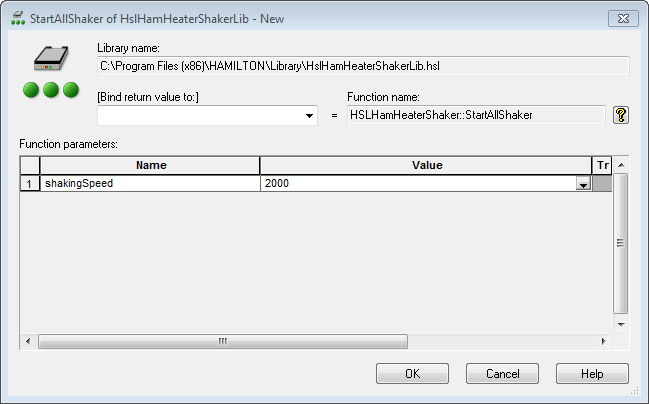 StartAllShaker of HslHamHeaterShakerLib - New
Library name:
C:\Program Files (x86)\HAMILTON\Library\HslHamHeaterShakerLib.hsl
[Bind return value to:]
Function name:
= HSLHamHeaterShaker::StartAllShaker
Function parameters:
Name Value Tr
1 shakingSpeed 2000
OK Cancel Help